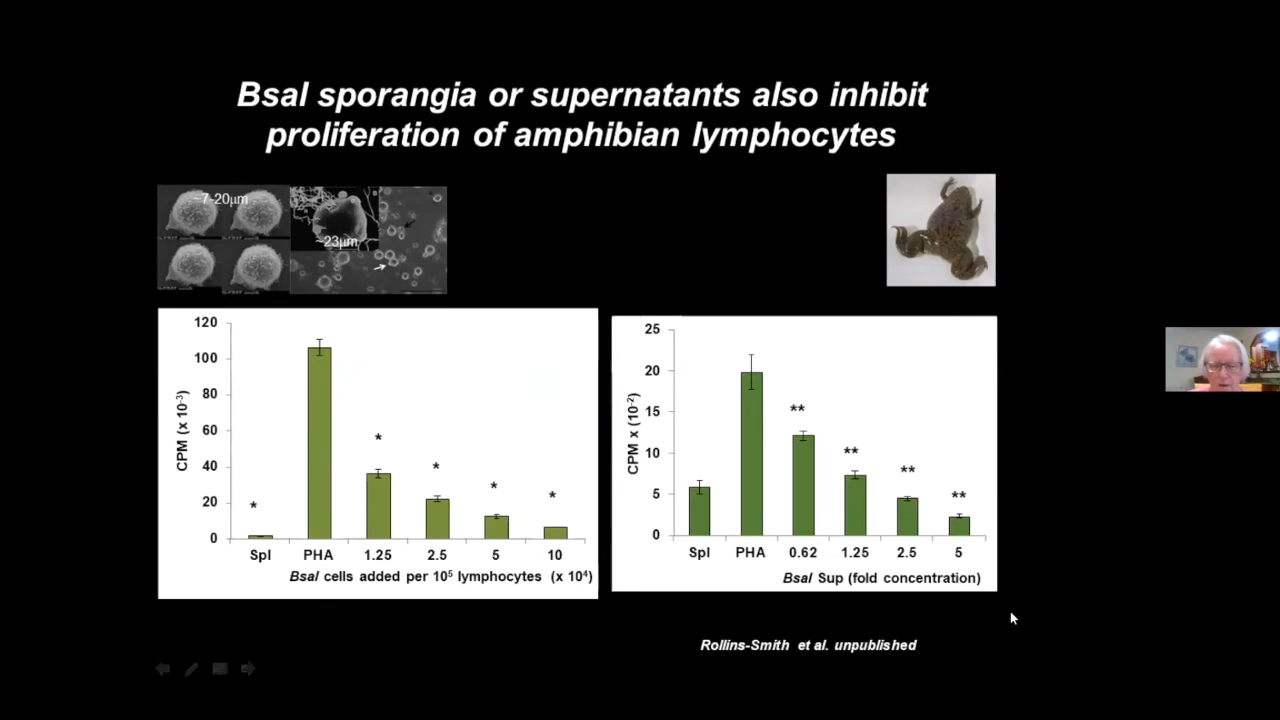 Bsal sporangia or supernatants also inhibit
proliferation of amphibian lymphocytes
~7-20µm
~23µm
120
100
80
60
40
20
0
CPM (x 10⁻³)
*
*
*
*
*
Spl PHA 1.25 2.5 5 10
Bsal cells added per 10⁵ lymphocytes (x 10⁴)
25
20
15
10
5
0
CPM x (10⁻²)
**
**
**
**
Spl PHA 0.62 1.25 2.5 5
Bsal Sup (fold concentration)
Rollins-Smith et al. unpublished